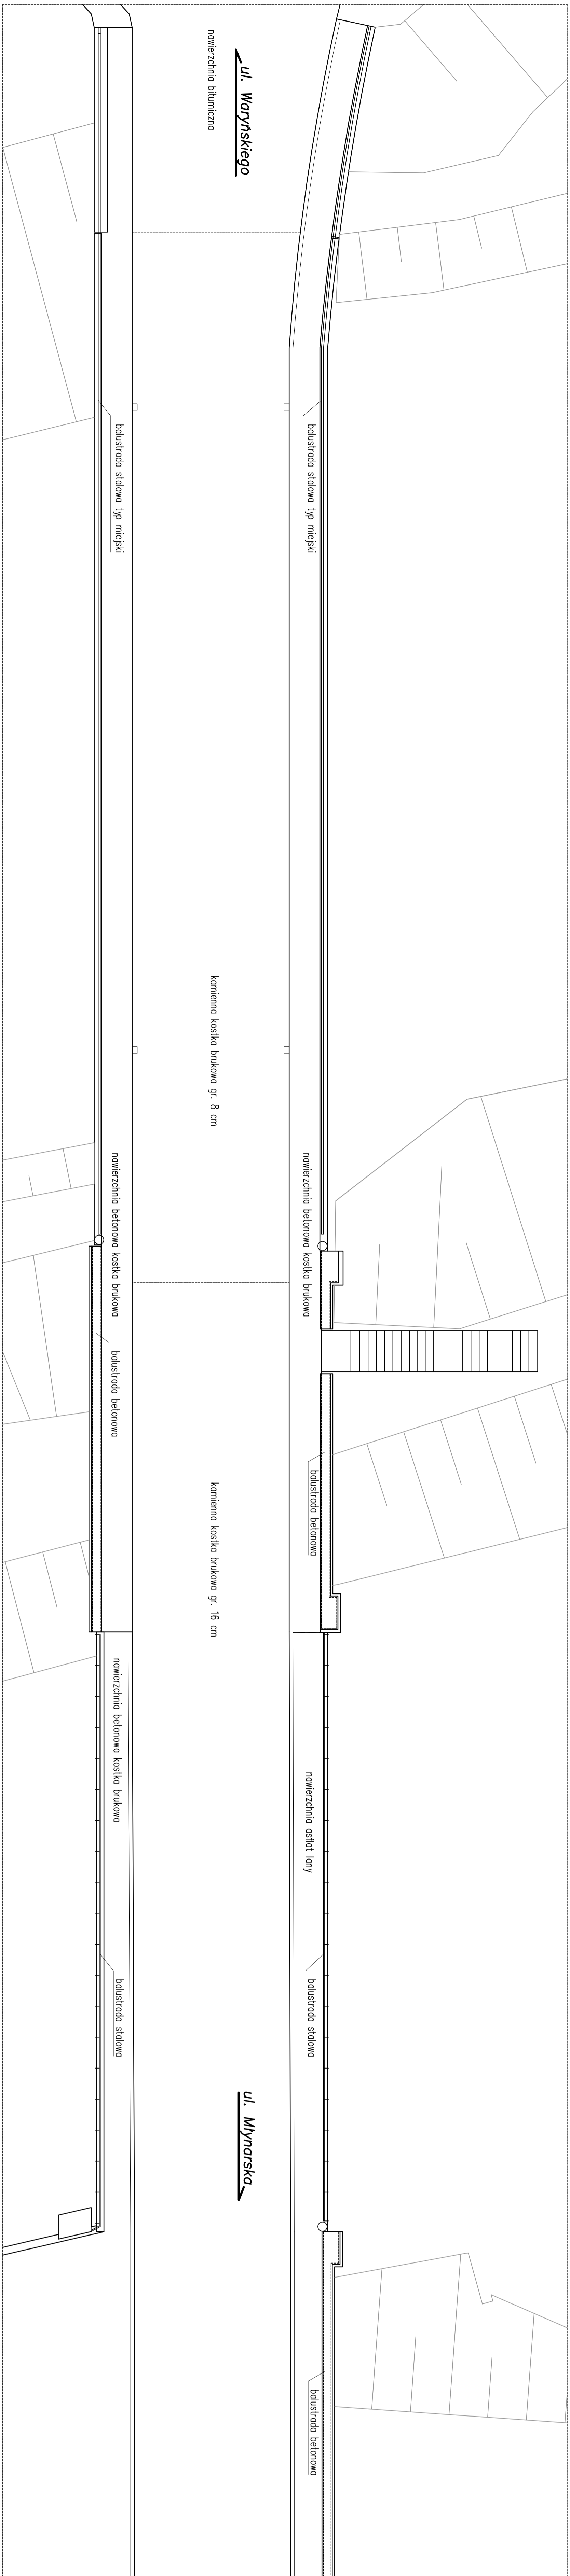 ul. Waryńskiego
nawierzchnia bitumiczna
balustrada stalowa typ miejski
balustrada stalowa typ miejski
kamienna kostka brukowa gr. 8 cm
nawierzchnia betonowa kostka brukowa
nawierzchnia betonowa kostka brukowa
balustrada betonowa
balustrada betonowa
kamienna kostka brukowa gr. 16 cm
nawierzchnia betonowa kostka brukowa
nawierzchnia asflat lany
balustrada stalowa
balustrada stalowa
ul. Młynarska
balustrada betonowa